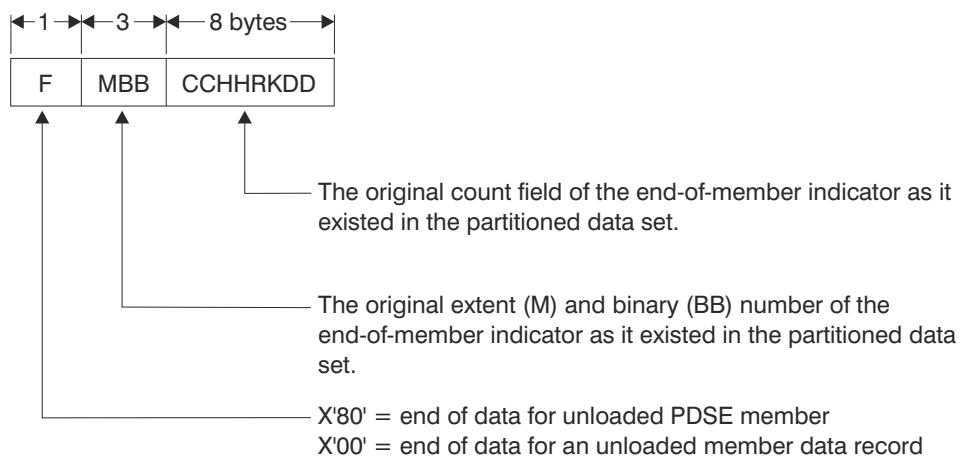 1 3 8 bytes
F MBB CCHHRKDD
The original count field of the end-of-member indicator as it
existed in the partitioned data set.
The original extent (M) and binary (BB) number of the
end-of-member indicator as it existed in the partitioned data
set.
X'80' = end of data for unloaded PDSE member
X'00' = end of data for an unloaded member data record